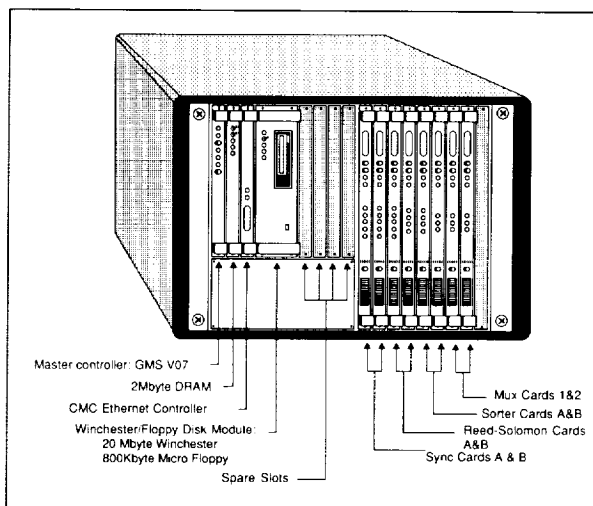 Master controller: GMS V07
2Mbyte DRAM
CMC Ethernet Controller
Winchester/Floppy Disk Module:
20 Mbyte Winchester
800Kbyte Micro Floppy
Spare Slots
Mux Cards 1&2
Sorter Cards A&B
Reed-Solomon Cards
A&B
Sync Cards A & B